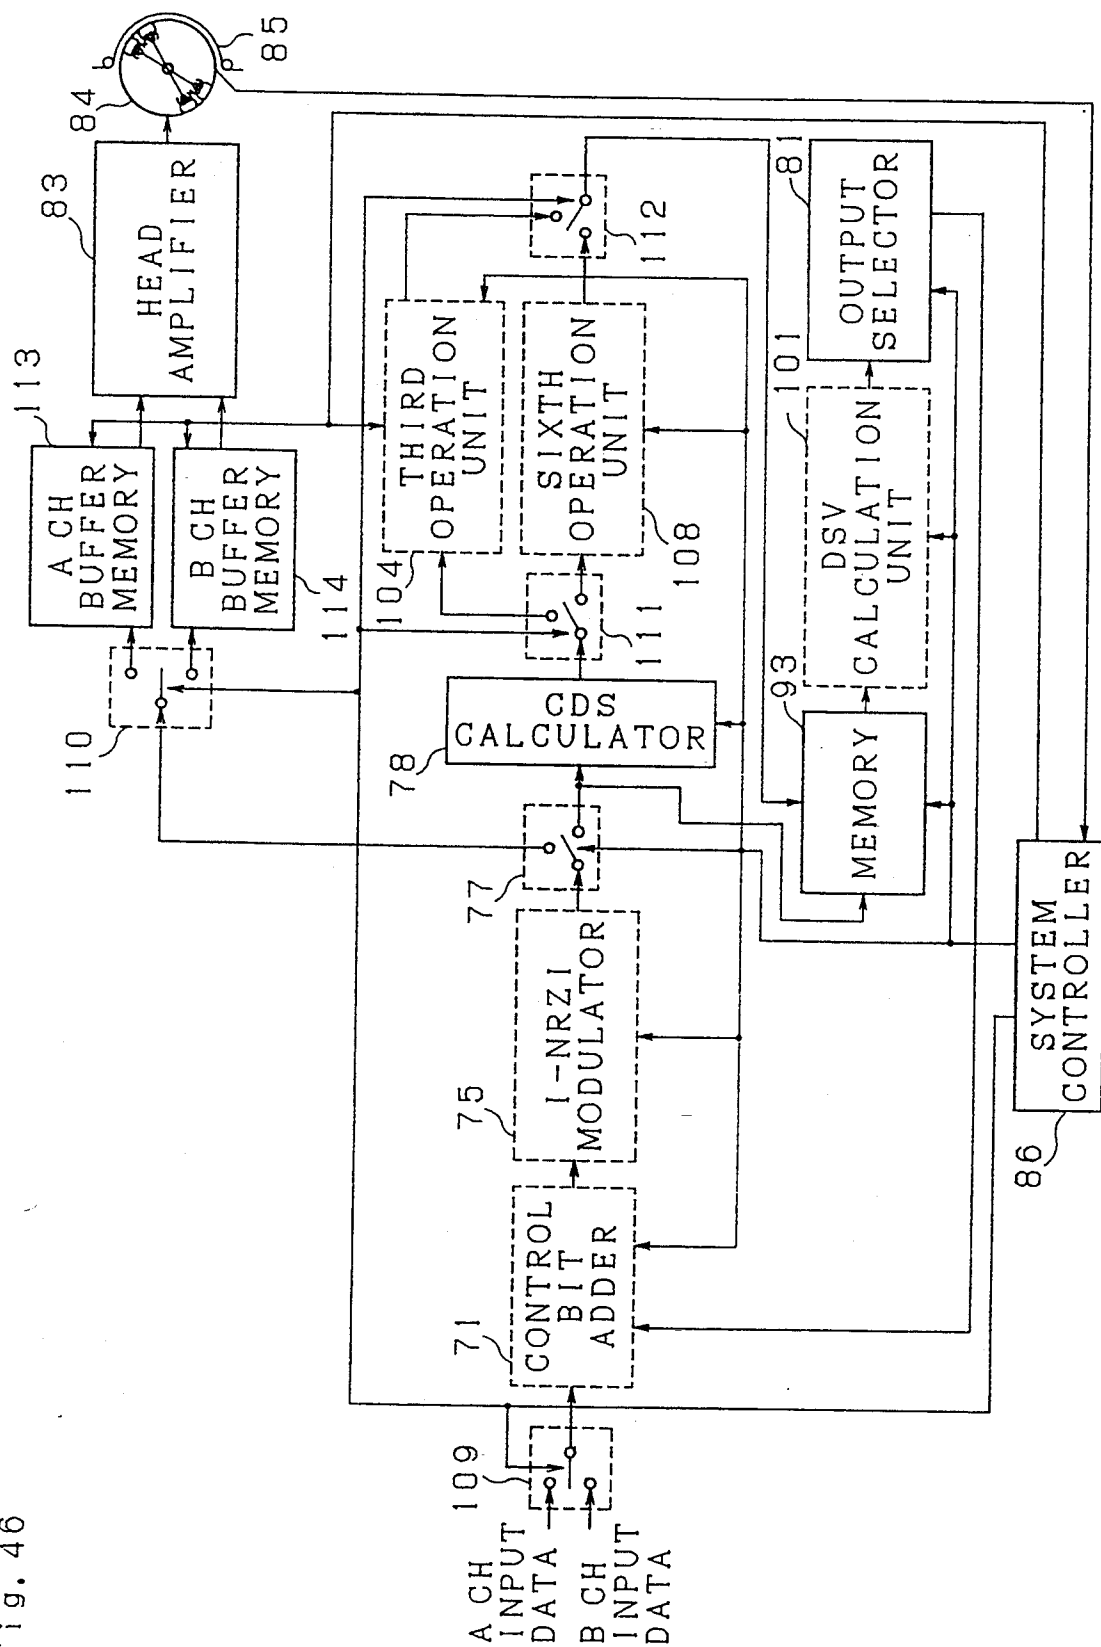 Fig. 46
A CH
INPUT
DATA
B CH
INPUT
DATA
109
71
CONTROL
BIT
ADDER
75
I-NRZI
MODULATOR
77
78
CDS
CALCULATOR
110
111
A CH
BUFFER
MEMORY
113
B CH
BUFFER
MEMORY
114
104
THIRD
OPERATION
UNIT
SIXTH
OPERATION
UNIT
108
112
HEAD
AMPLIFIER
83
84
85
93
MEMORY
DSV
CALCULATION
UNIT
101
OUTPUT
SELECTOR
81
SYSTEM
CONTROLLER
86